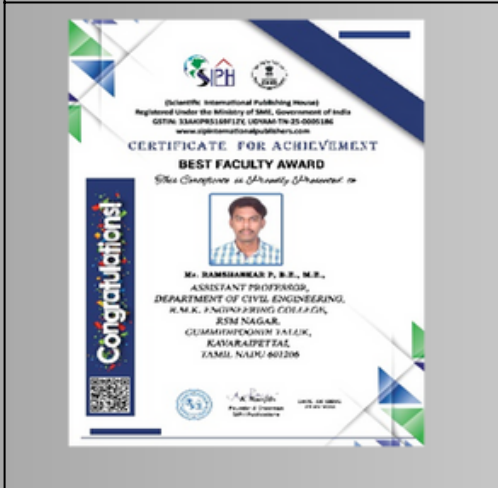 SIPH
(Scientific International Publishing House)
Registered Under the Ministry of SME, Government of India
www.sipinternationalpublishers.com
CERTIFICATE FOR ACHIEVEMENT
BEST FACULTY AWARD
This Certificate is Proudly Presented to
Congratulations!
Mr. RAMSHANKAR P, B.E., M.E.,
ASSISTANT PROFESSOR,
DEPARTMENT OF CIVIL ENGINEERING,
R.M.K. ENGINEERING COLLEGE,
RSM NAGAR,
GUMMIDIPOONDI TALUK,
KAVARAIPETTAI,
TAMIL NADU 601206
Founder & Chairman